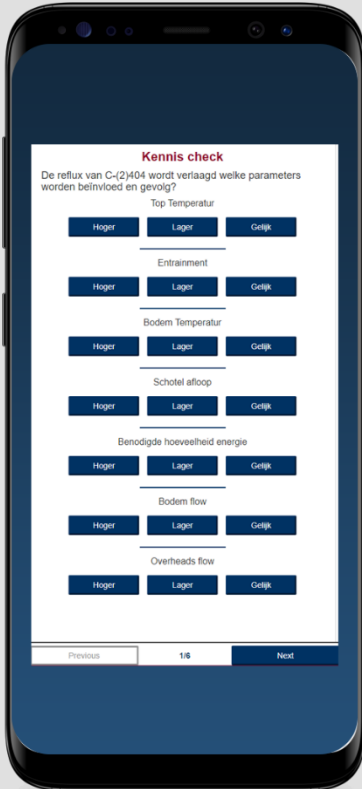 Kennis check
De reflux van C-(2)404 wordt verlaagd welke parameters
worden beïnvloed en gevolg?
Top Temperatur
Hoger Lager Gelijk
Entrainment
Hoger Lager Gelijk
Bodem Temperatur
Hoger Lager Gelijk
Schotel afloop
Hoger Lager Gelijk
Benodigde hoeveelheid energie
Hoger Lager Gelijk
Bodem flow
Hoger Lager Gelijk
Overheads flow
Hoger Lager Gelijk
Previous 1/6 Next